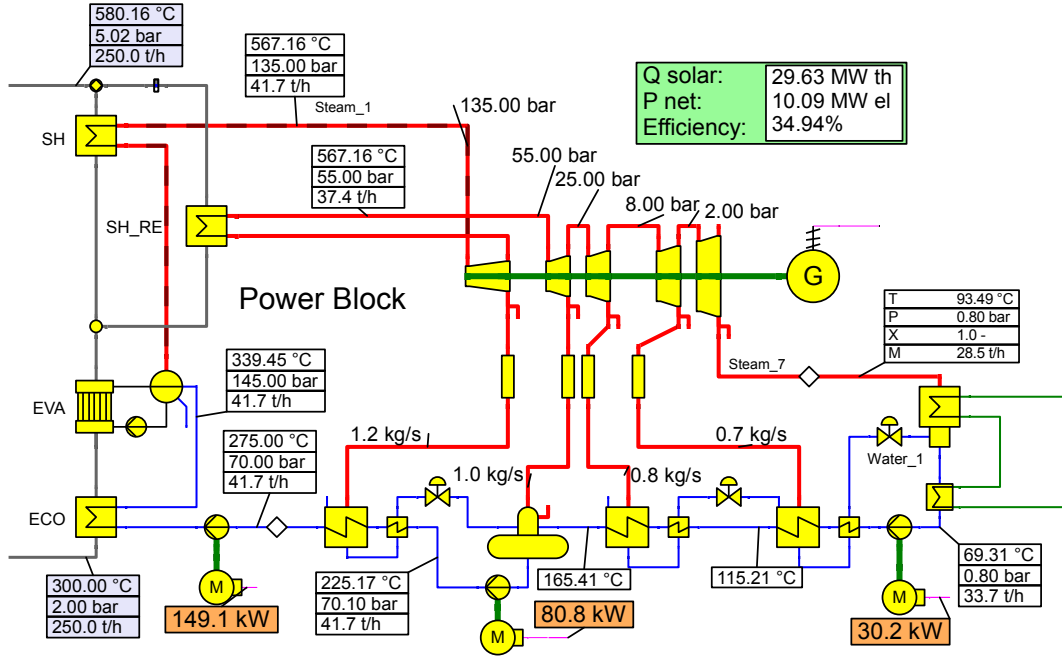 580.16 °C
5.02 bar
250.0 t/h
567.16 °C
135.00 bar
41.7 t/h
Steam_1
135.00 bar
Q solar: 29.63 MW th
P net: 10.09 MW el
Efficiency: 34.94%
SH
567.16 °C
55.00 bar
37.4 t/h
55.00 bar
25.00 bar
8.00 bar
2.00 bar
SH_RE
G
Power Block
T 93.49 °C
P 0.80 bar
X 1.0 -
M 28.5 t/h
339.45 °C
145.00 bar
41.7 t/h
Steam_7
EVA
275.00 °C
70.00 bar
41.7 t/h
1.2 kg/s
1.0 kg/s
0.8 kg/s
0.7 kg/s
Water_1
ECO
300.00 °C
2.00 bar
250.0 t/h
M
149.1 kW
225.17 °C
70.10 bar
41.7 t/h
M
80.8 kW
165.41 °C
115.21 °C
M
30.2 kW
69.31 °C
0.80 bar
33.7 t/h